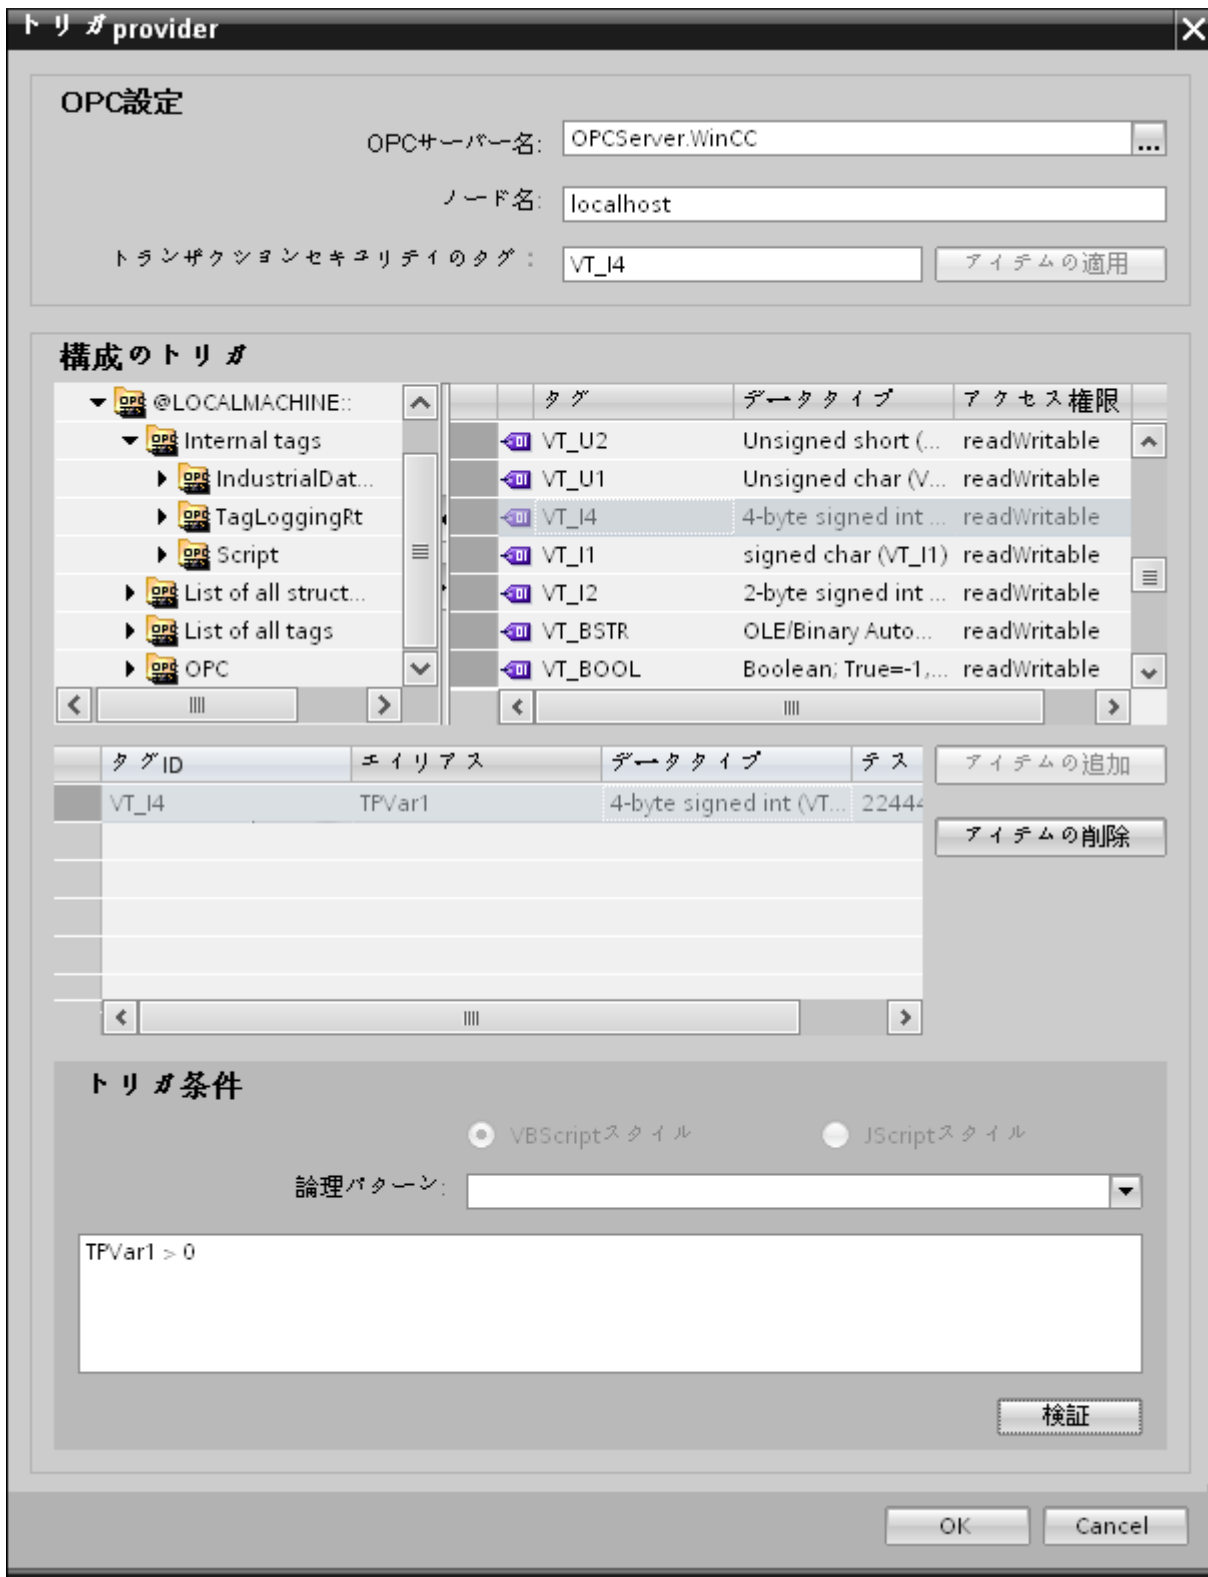 トリガprovider
OPC設定
OPCサーバー名: OPCServer.WinCC ...
ノード名: localhost
トランザクションセキュリティのタグ: VT_I4 アイテムの適用
構成のトリガ
@LOCALMACHINE::
Internal tags
IndustrialDat...
TagLoggingRt
Script
List of all struct...
List of all tags
OPC
タグ データタイプ アクセス権限
VT_U2 Unsigned short (... readWritable
VT_U1 Unsigned char (V... readWritable
VT_I4 4-byte signed int ... readWritable
VT_I1 signed char (VT_I1) readWritable
VT_I2 2-byte signed int ... readWritable
VT_BSTR OLE/Binary Auto... readWritable
VT_BOOL Boolean; True=-1,... readWritable
タグID エイリアス データタイプ テス
VT_I4 TPVar1 4-byte signed int (VT... 22444
アイテムの追加
アイテムの削除
トリガ条件
VBScriptスタイル JScriptスタイル
論理パターン:
TPVar1 > 0
検証
OK Cancel